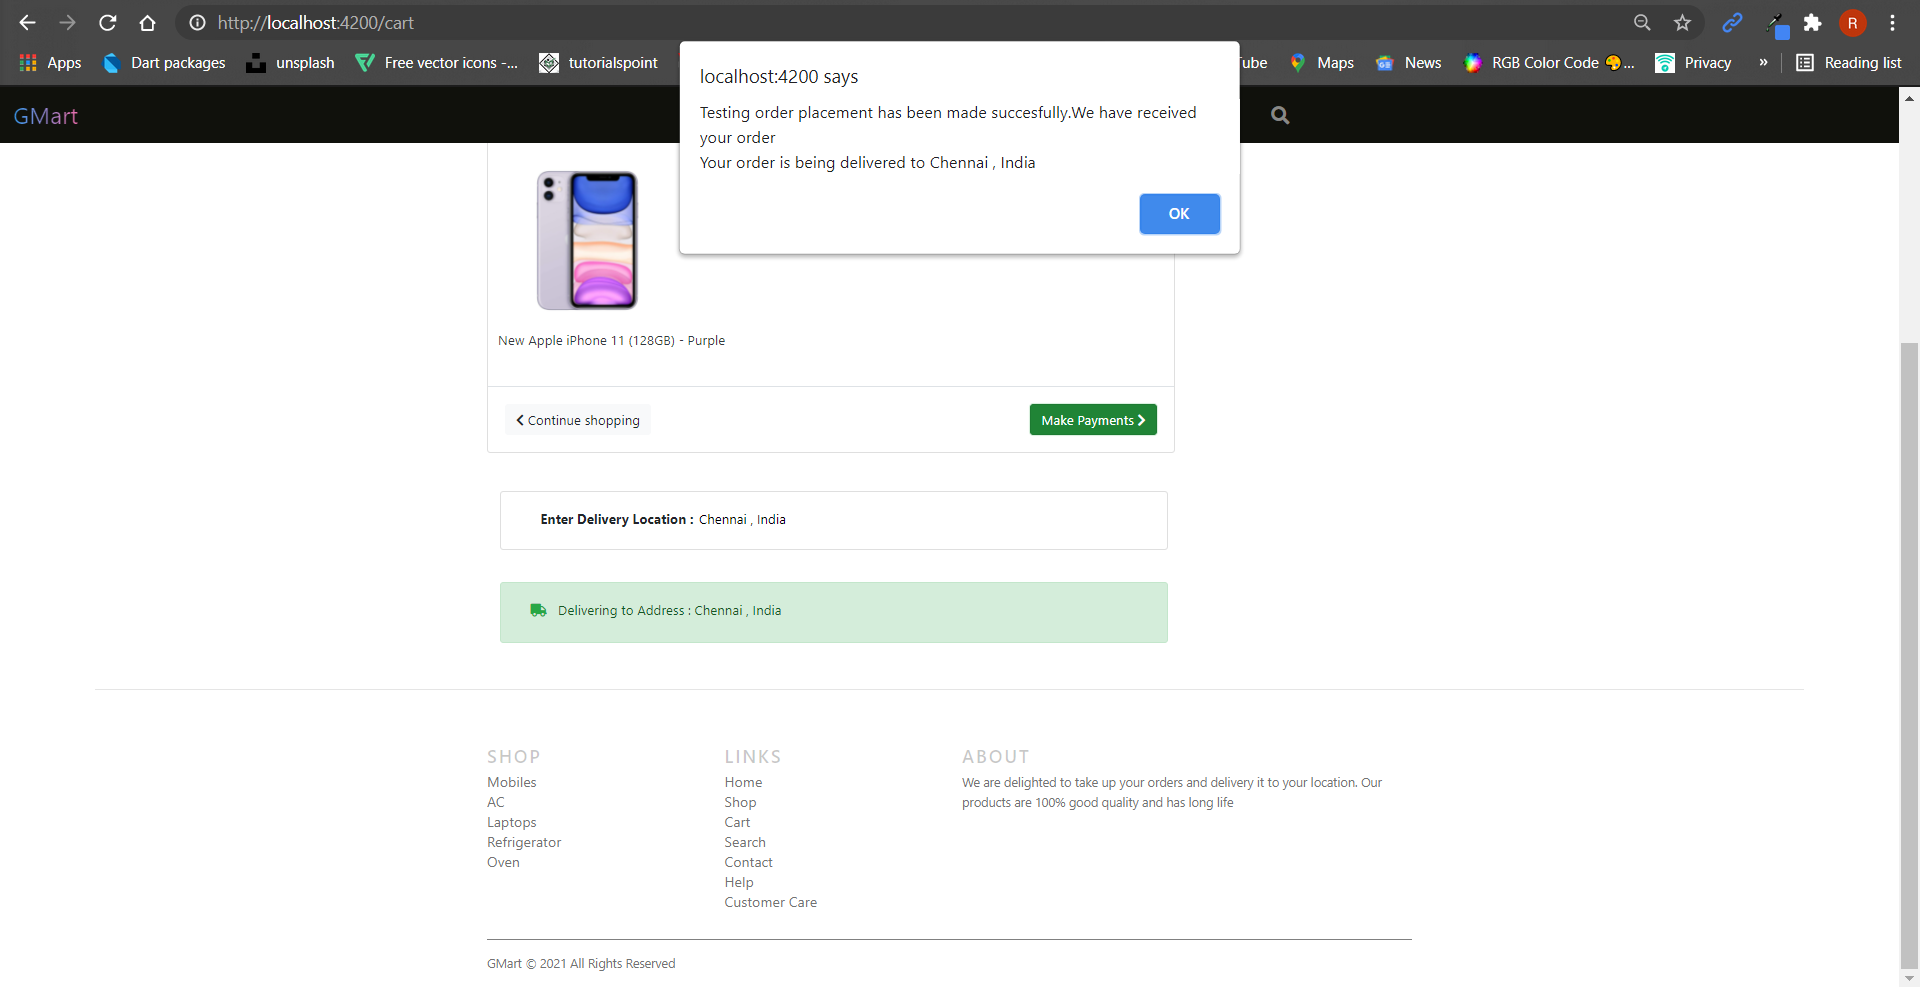 http://localhost:4200/cart
R
Apps
Dart packages
unsplash
Free vector icons -...
tutorialspoint
Maps
News
RGB Color Code 🎨...
Privacy
»
Reading list
localhost:4200 says
Testing order placement has been made succesfully.We have received
your order
Your order is being delivered to Chennai , India
OK
GMart
New Apple iPhone 11 (128GB) - Purple
Continue shopping
Make Payments
Enter Delivery Location : Chennai , India
Delivering to Address : Chennai , India
SHOP
Mobiles
AC
Laptops
Refrigerator
Oven
LINKS
Home
Shop
Cart
Search
Contact
Help
Customer Care
ABOUT
We are delighted to take up your orders and delivery it to your location. Our
products are 100% good quality and has long life
GMart © 2021 All Rights Reserved